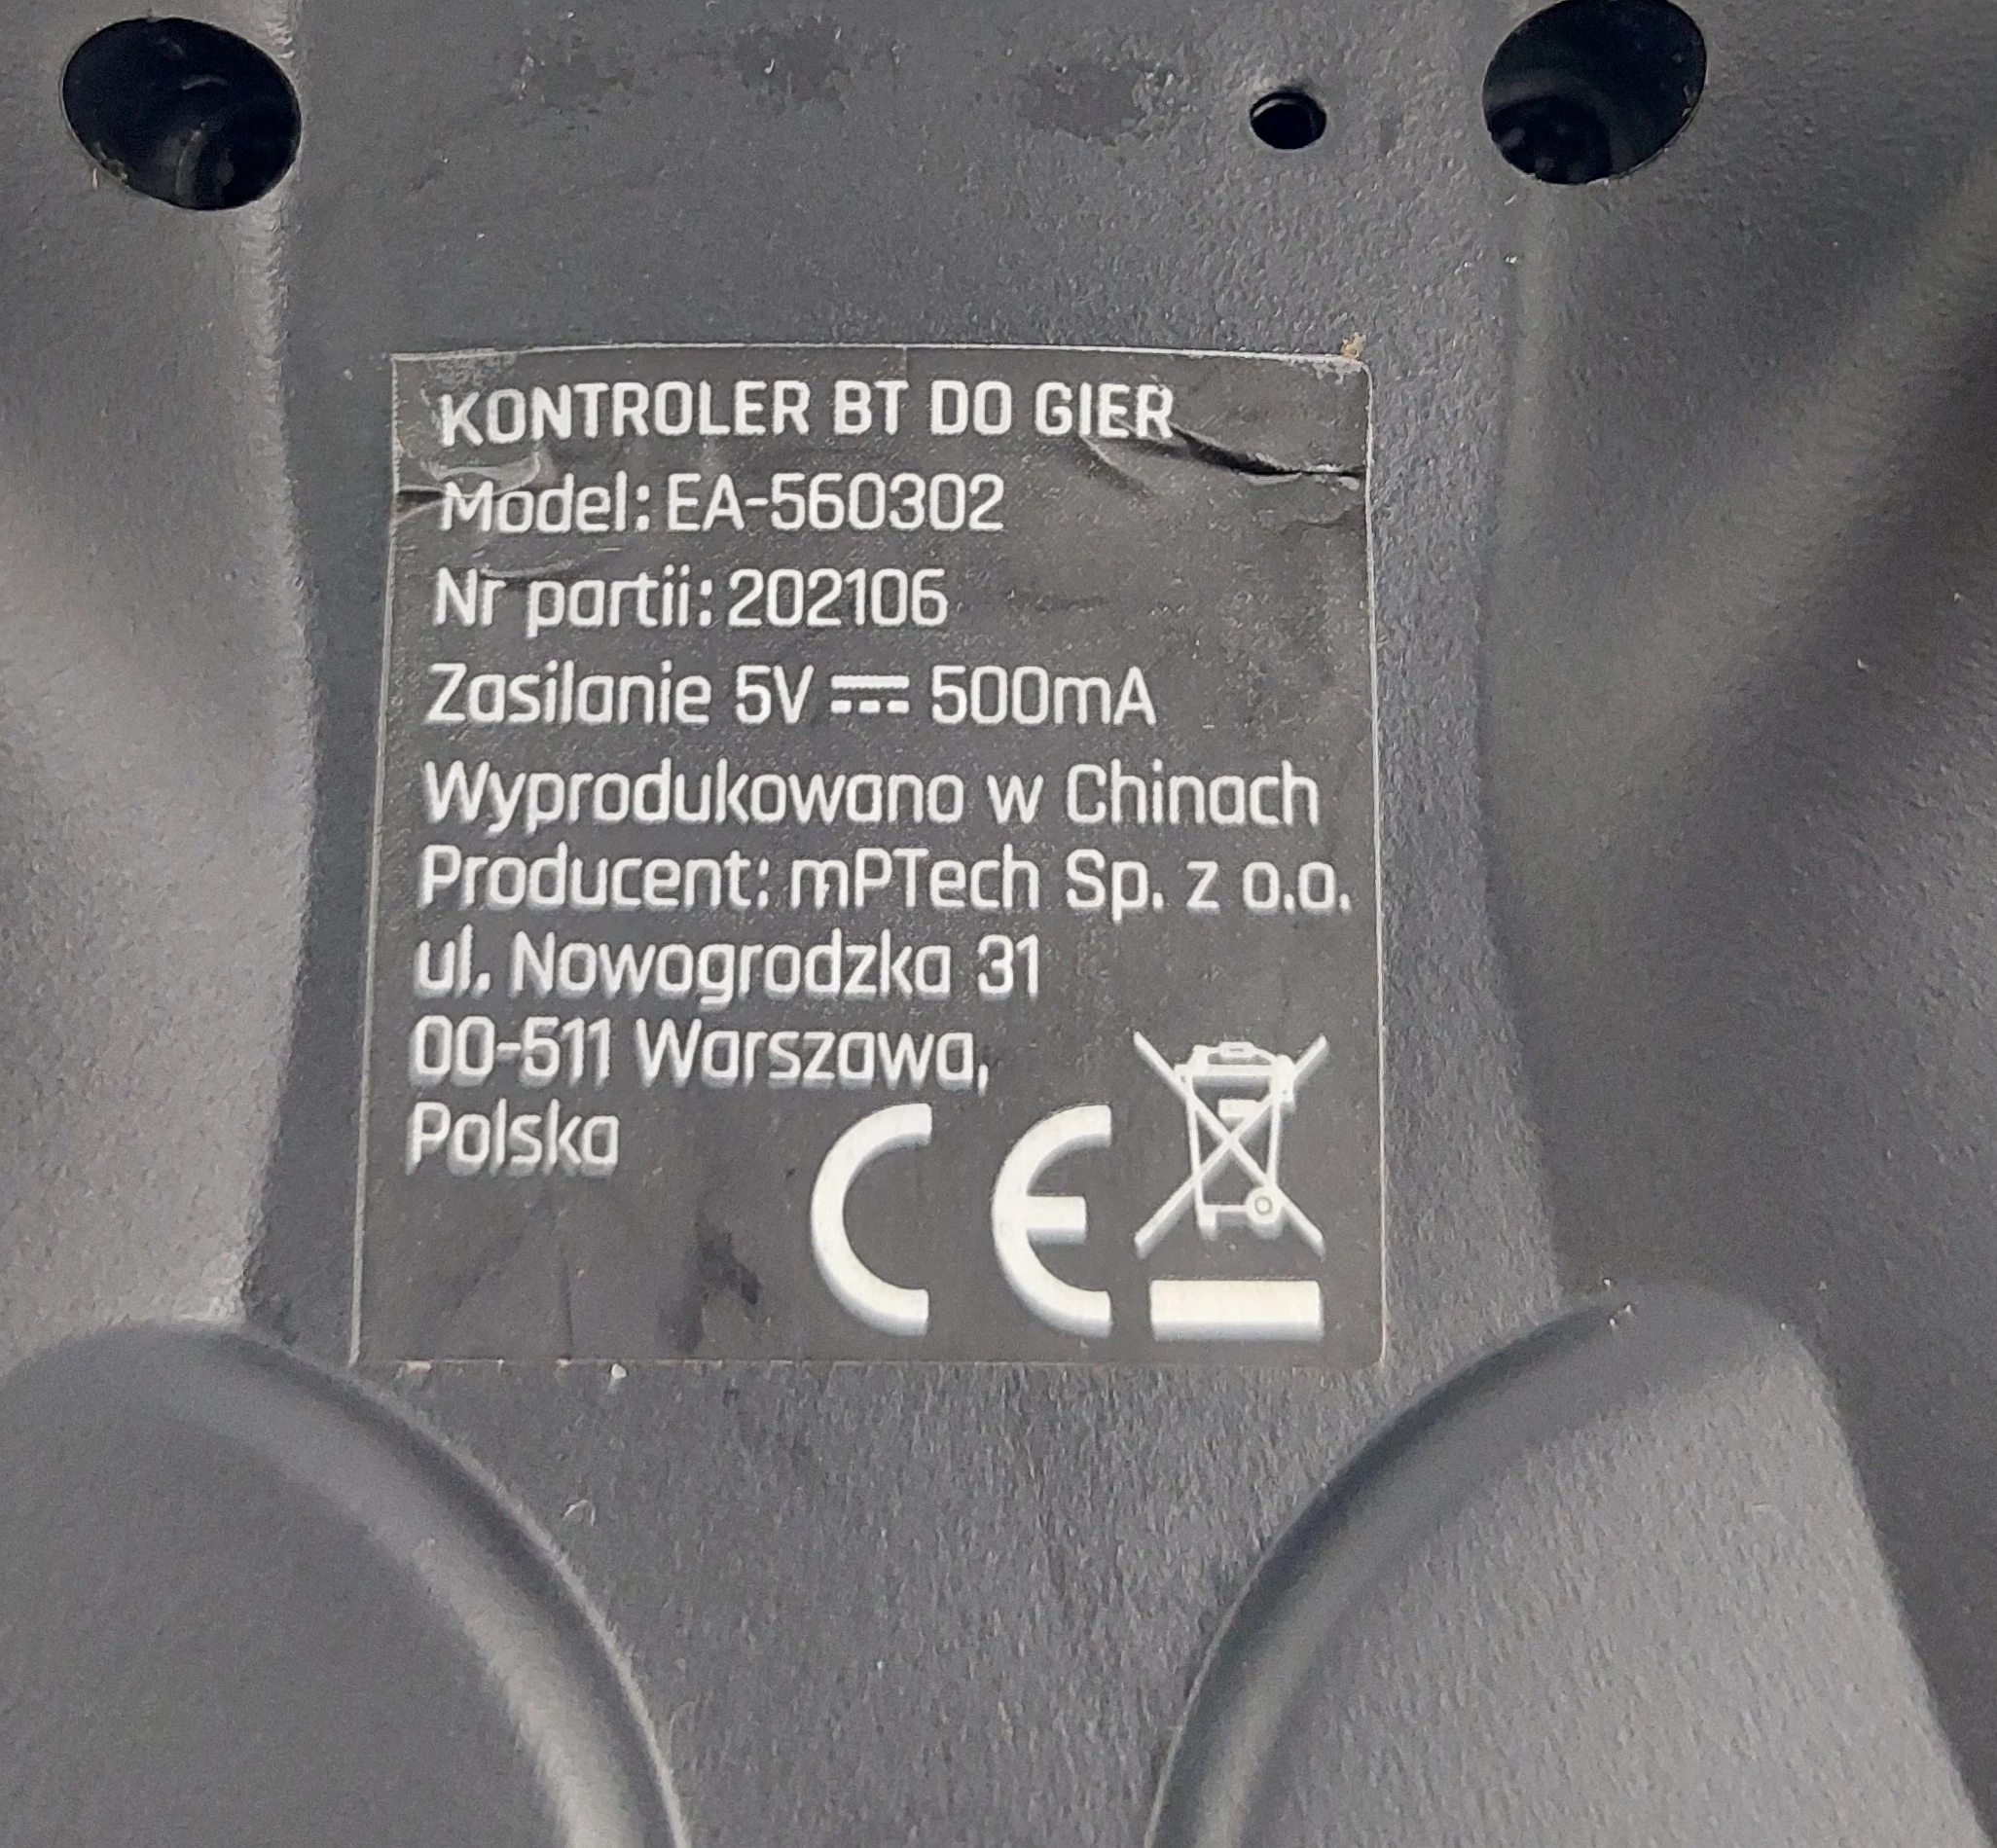 KONTROLER BT DO GIER
Model: EA-560302
Nr partii: 202106
Zasilanie 5V ⎓ 500mA
Wyprodukowano w Chinach
Producent: mPTech Sp. z o.o.
ul. Nowogrodzka 31
00-511 Warszawa,
Polska
CE